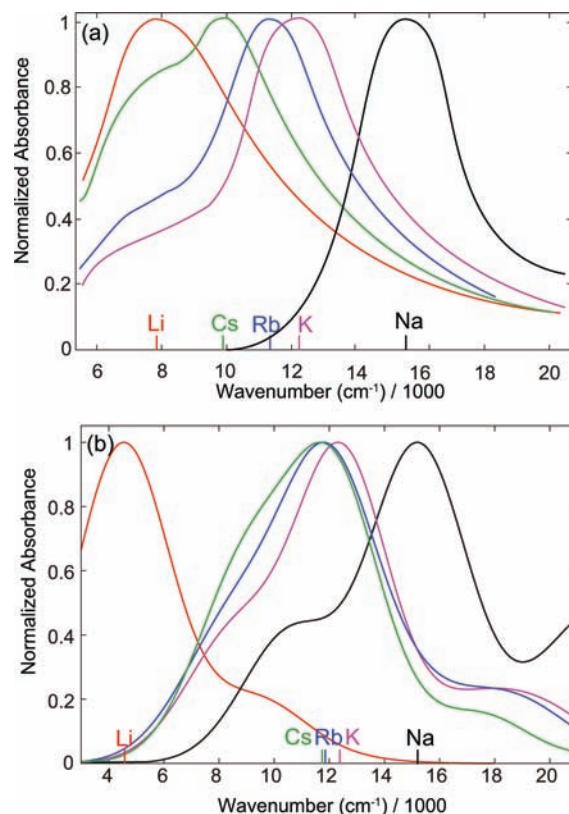 (a)
Normalized Absorbance
1
0.8
0.6
0.4
0.2
0
Li Cs Rb K Na
6 8 10 12 14 16 18 20
Wavenumber (cm⁻¹) / 1000
(b)
Normalized Absorbance
1
0.8
0.6
0.4
0.2
0
Li Cs Rb K Na
4 6 8 10 12 14 16 18 20
Wavenumber (cm⁻¹) / 1000